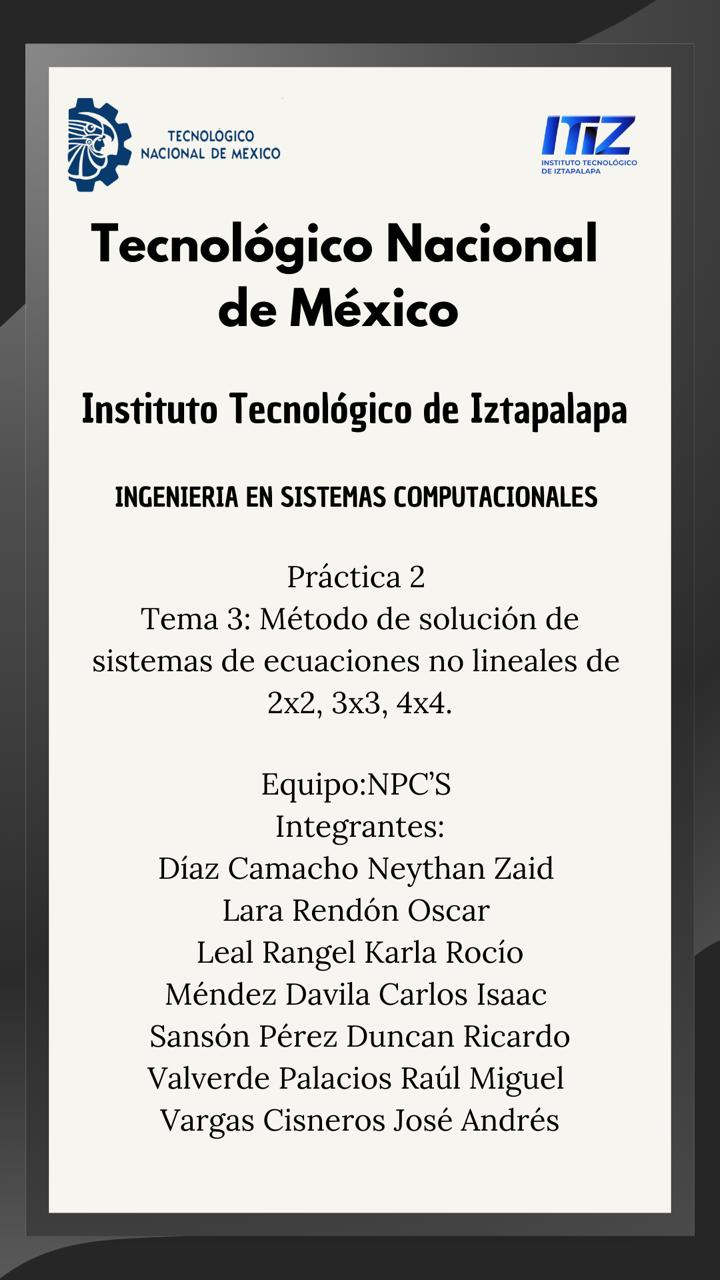 TECNOLÓGICO
NACIONAL DE MÉXICO
ITIZ
INSTITUTO TECNOLÓGICO
DE IZTAPALAPA
Tecnológico Nacional
de México
Instituto Tecnológico de Iztapalapa
INGENIERIA EN SISTEMAS COMPUTACIONALES
Práctica 2
Tema 3: Método de solución de
sistemas de ecuaciones no lineales de
2x2, 3x3, 4x4.
Equipo:NPC’S
Integrantes:
Díaz Camacho Neythan Zaid
Lara Rendón Oscar
Leal Rangel Karla Rocío
Méndez Davila Carlos Isaac
Sansón Pérez Duncan Ricardo
Valverde Palacios Raúl Miguel
Vargas Cisneros José Andrés